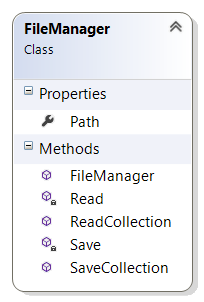 FileManager
Class
Properties
Path
Methods
FileManager
Read
ReadCollection
Save
SaveCollection